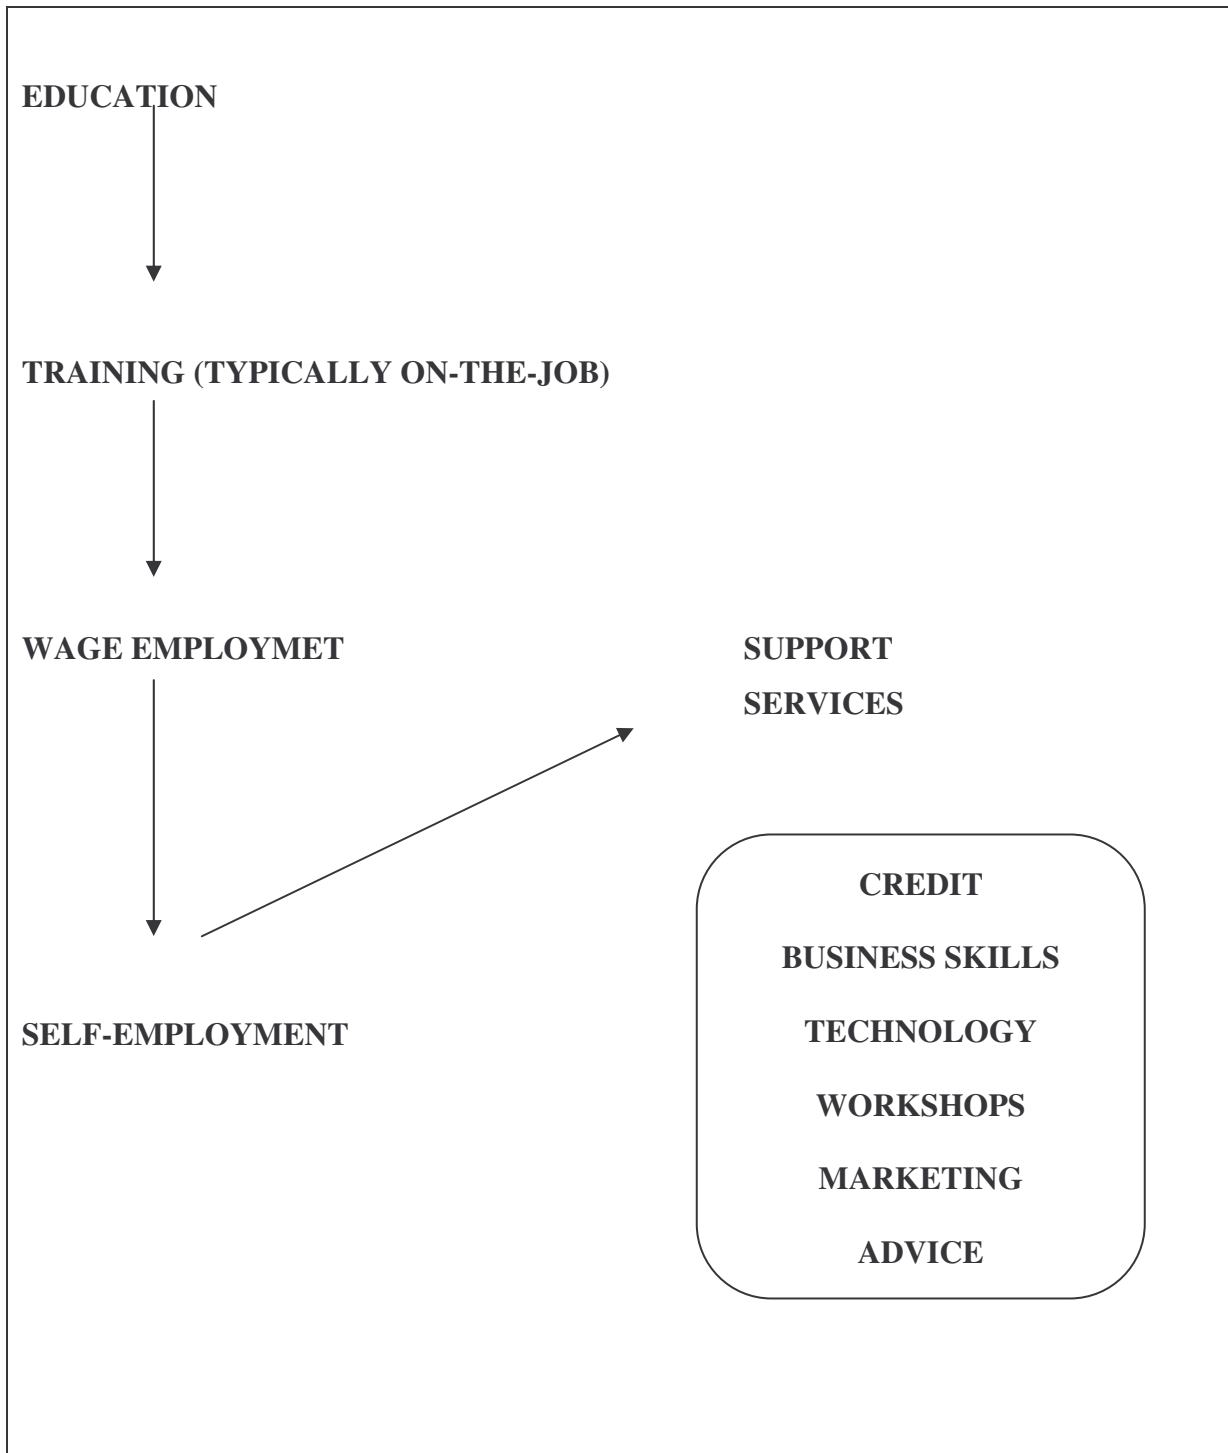 EDUCATION
TRAINING (TYPICALLY ON-THE-JOB)
WAGE EMPLOYMET
SUPPORT
SERVICES
SELF-EMPLOYMENT
CREDIT
BUSINESS SKILLS
TECHNOLOGY
WORKSHOPS
MARKETING
ADVICE